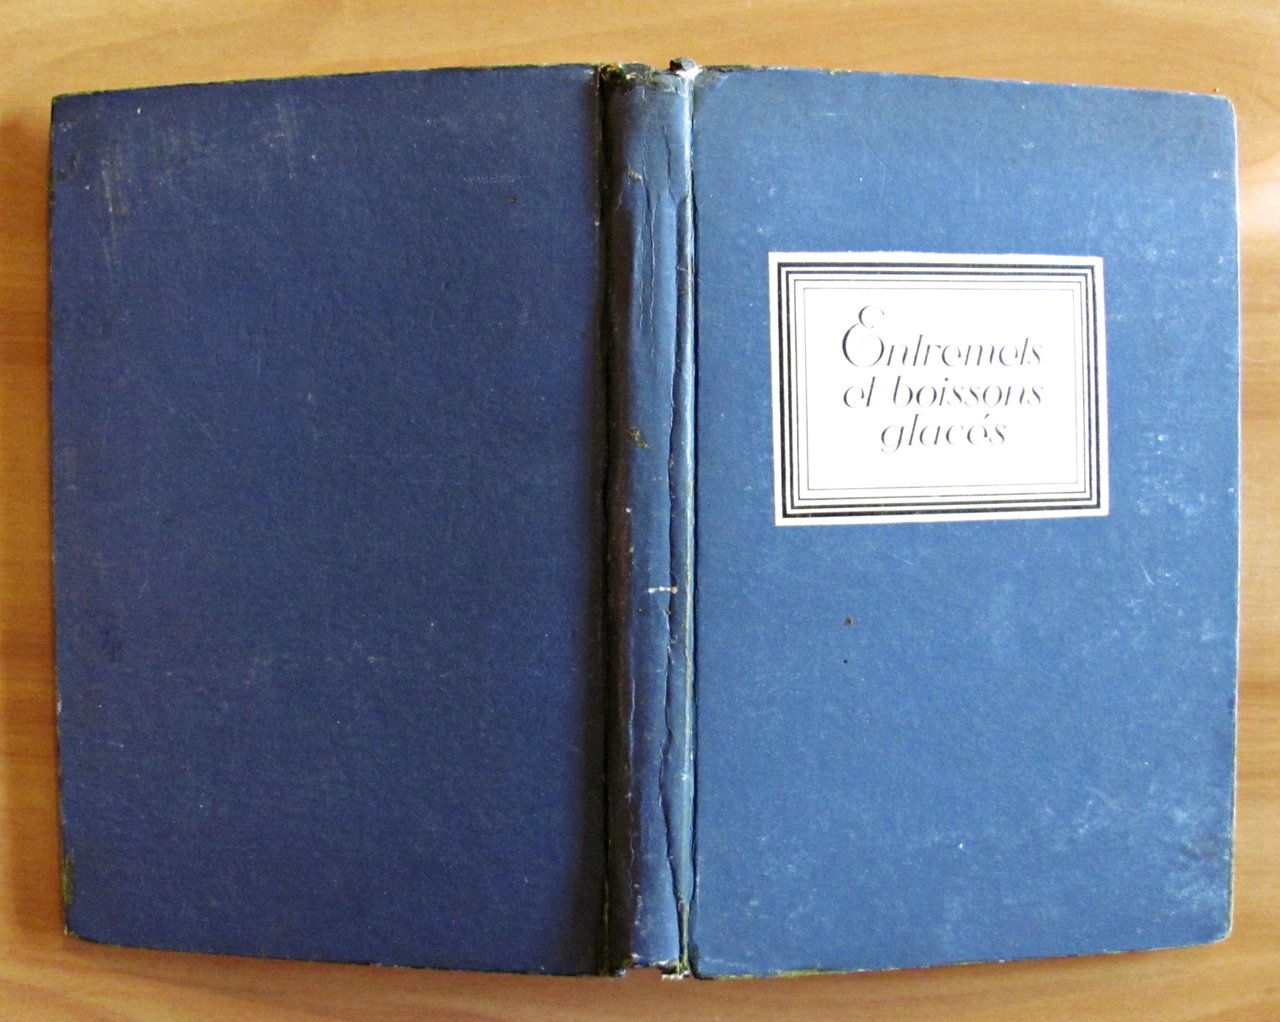 Entremets
et boissons
glacés